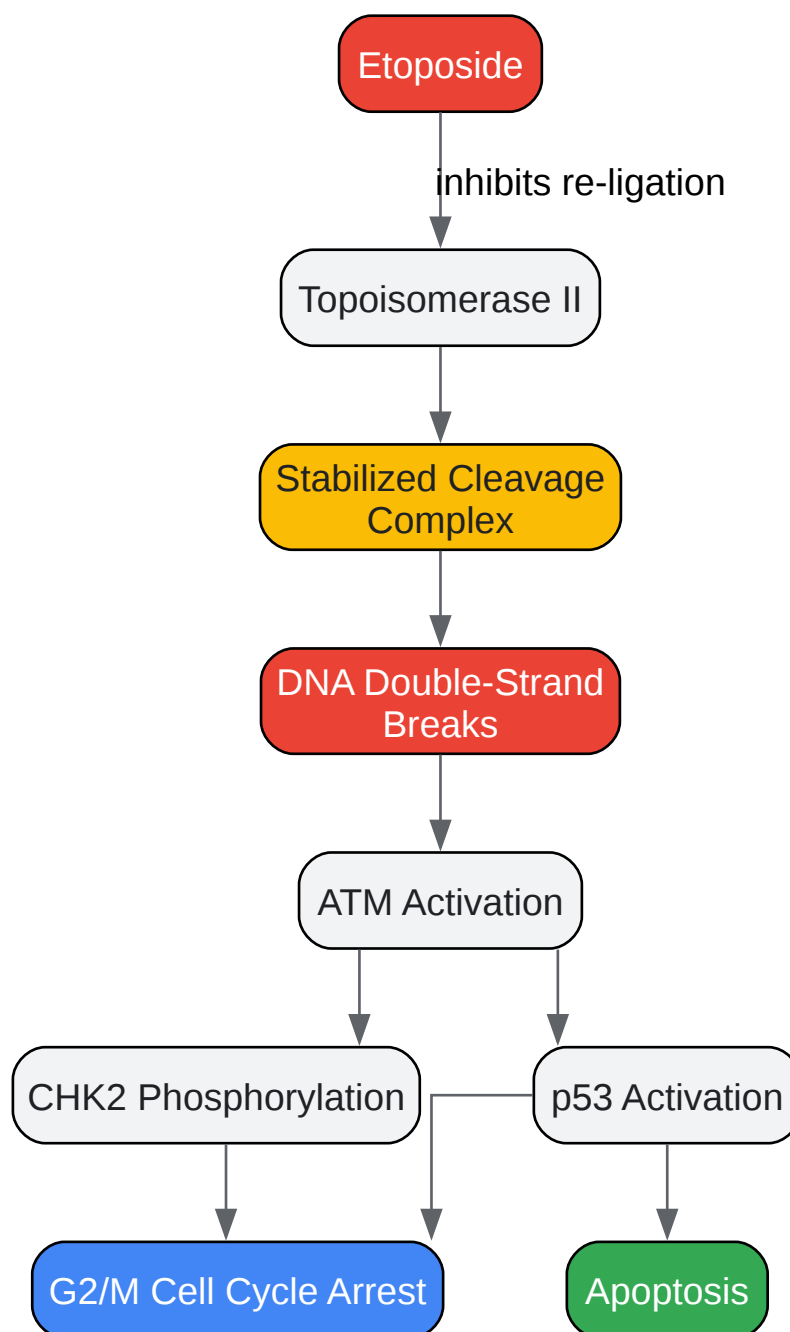 Etoposide
inhibits re-ligation
Topoisomerase II
Stabilized Cleavage
Complex
DNA Double-Strand
Breaks
ATM Activation
CHK2 Phosphorylation
p53 Activation
G2/M Cell Cycle Arrest
Apoptosis